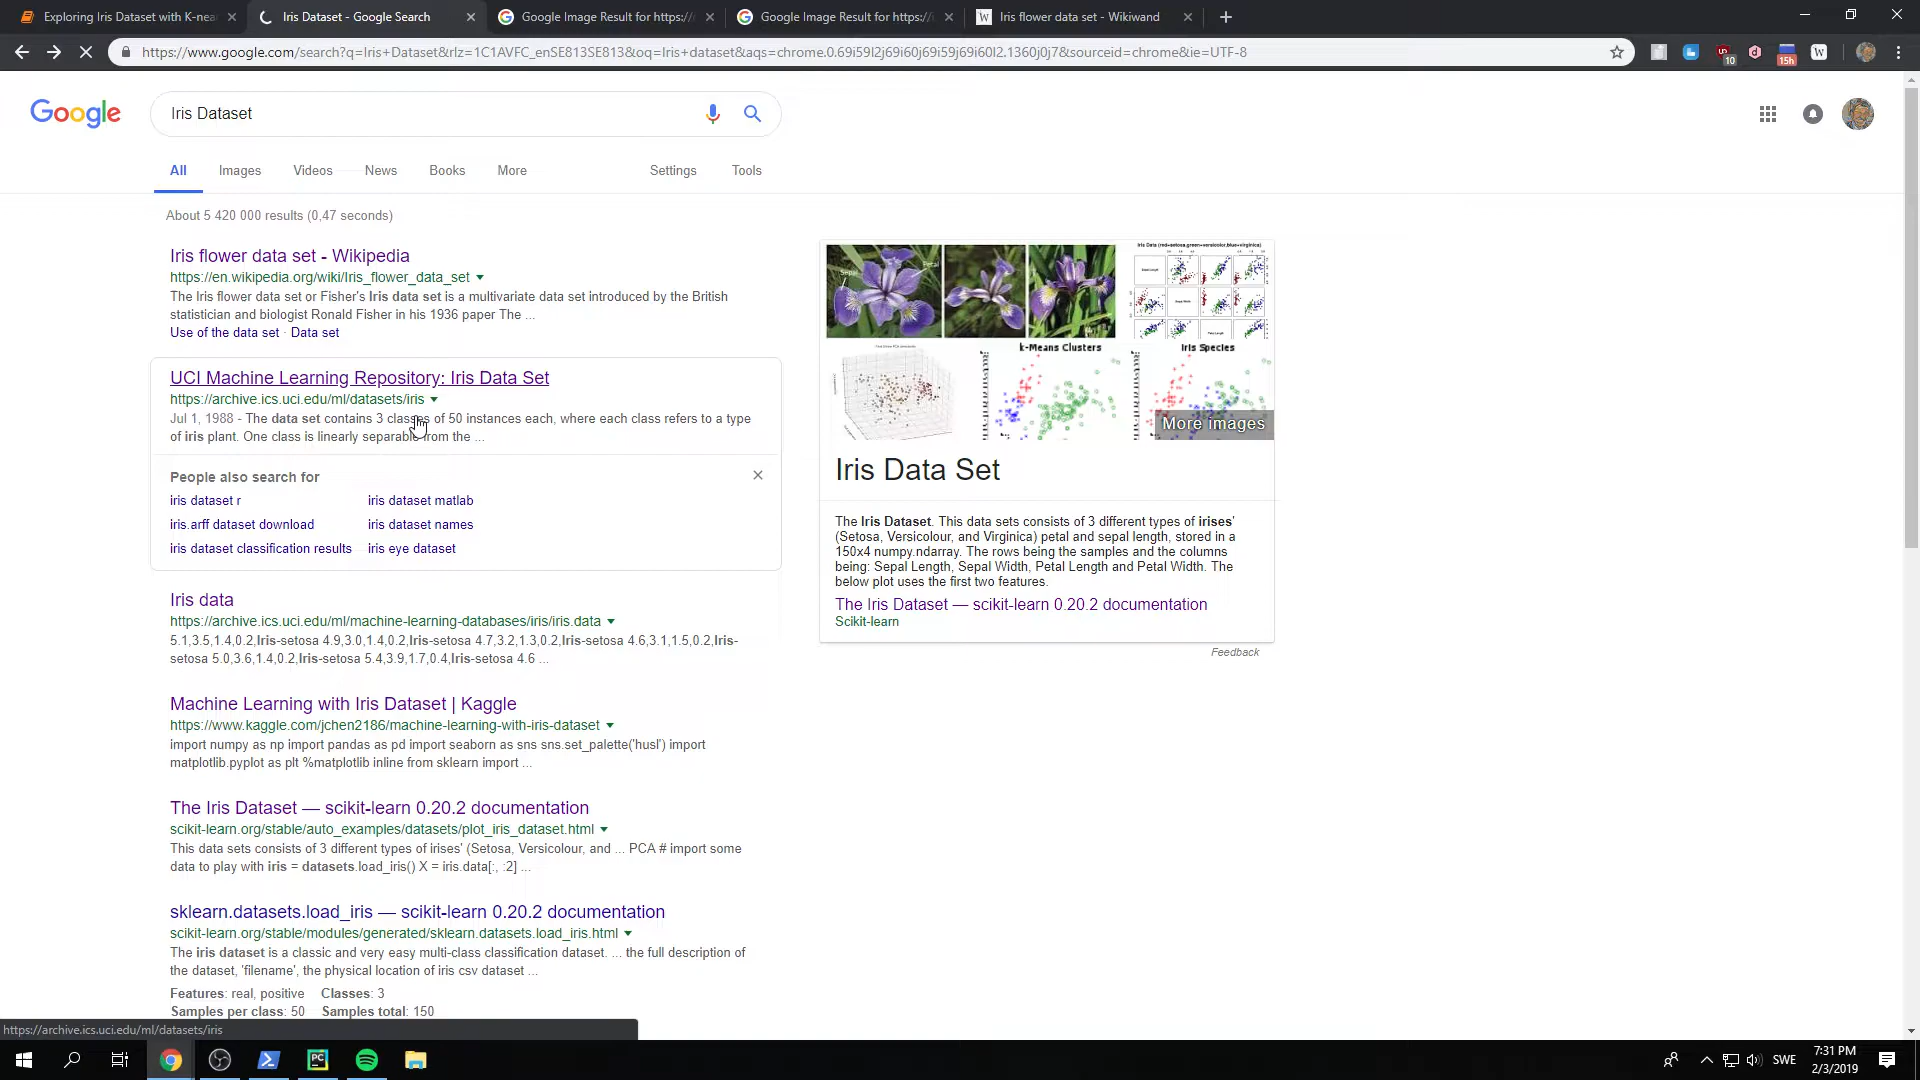 Exploring Iris Dataset with K-nea
Iris Dataset - Google Search
Google Image Result for https://
Google Image Result for https://
Iris flower data set - Wikiwand
https://www.google.com/search?q=Iris+Dataset&rlz=1C1AVFC_enSE813SE813&oq=Iris+dataset&aqs=chrome.0.69i59l2j69i60j69i59j69i60l2.1360j0j7&sourceid=chrome&ie=UTF-8
10
15h
W
Google
Iris Dataset
All Images Videos News Books More Settings Tools
About 5 420 000 results (0,47 seconds)
Iris flower data set - Wikipedia
https://en.wikipedia.org/wiki/Iris_flower_data_set
The Iris flower data set or Fisher's Iris data set is a multivariate data set introduced by the British
statistician and biologist Ronald Fisher in his 1936 paper The ...
Use of the data set · Data set
UCI Machine Learning Repository: Iris Data Set
https://archive.ics.uci.edu/ml/datasets/iris
Jul 1, 1988 - The data set contains 3 classes of 50 instances each, where each class refers to a type
of iris plant. One class is linearly separable from the ...
People also search for
iris dataset r
iris dataset matlab
iris.arff dataset download
iris dataset names
iris dataset classification results
iris eye dataset
Iris data
https://archive.ics.uci.edu/ml/machine-learning-databases/iris/iris.data
5.1,3.5,1.4,0.2,Iris-setosa 4.9,3.0,1.4,0.2,Iris-setosa 4.7,3.2,1.3,0.2,Iris-setosa 4.6,3.1,1.5,0.2,Iris-
setosa 5.0,3.6,1.4,0.2,Iris-setosa 5.4,3.9,1.7,0.4,Iris-setosa 4.6 ...
Machine Learning with Iris Dataset | Kaggle
https://www.kaggle.com/jchen2186/machine-learning-with-iris-dataset
import numpy as np import pandas as pd import seaborn as sns sns.set_palette('husl') import
matplotlib.pyplot as plt %matplotlib inline from sklearn import ...
The Iris Dataset — scikit-learn 0.20.2 documentation
scikit-learn.org/stable/auto_examples/datasets/plot_iris_dataset.html
This data sets consists of 3 different types of irises' (Setosa, Versicolour, and ... PCA # import some
data to play with iris = datasets.load_iris() X = iris.data[:, :2] ...
sklearn.datasets.load_iris — scikit-learn 0.20.2 documentation
scikit-learn.org/stable/modules/generated/sklearn.datasets.load_iris.html
The iris dataset is a classic and very easy multi-class classification dataset. ... the full description of
the dataset, 'filename', the physical location of iris csv dataset ...
Features: real, positive Classes: 3
Samples per class: 50 Samples total: 150
Sepal
Petal
Iris Data (red=setosa,green=versicolor,blue=virginica)
k-Means Clusters
Iris Species
More images
Iris Data Set
The Iris Dataset. This data sets consists of 3 different types of irises'
(Setosa, Versicolour, and Virginica) petal and sepal length, stored in a
150x4 numpy.ndarray. The rows being the samples and the columns
being: Sepal Length, Sepal Width, Petal Length and Petal Width. The
below plot uses the first two features.
The Iris Dataset — scikit-learn 0.20.2 documentation
Scikit-learn
Feedback
https://archive.ics.uci.edu/ml/datasets/iris
PC
SWE
7:31 PM
2/3/2019